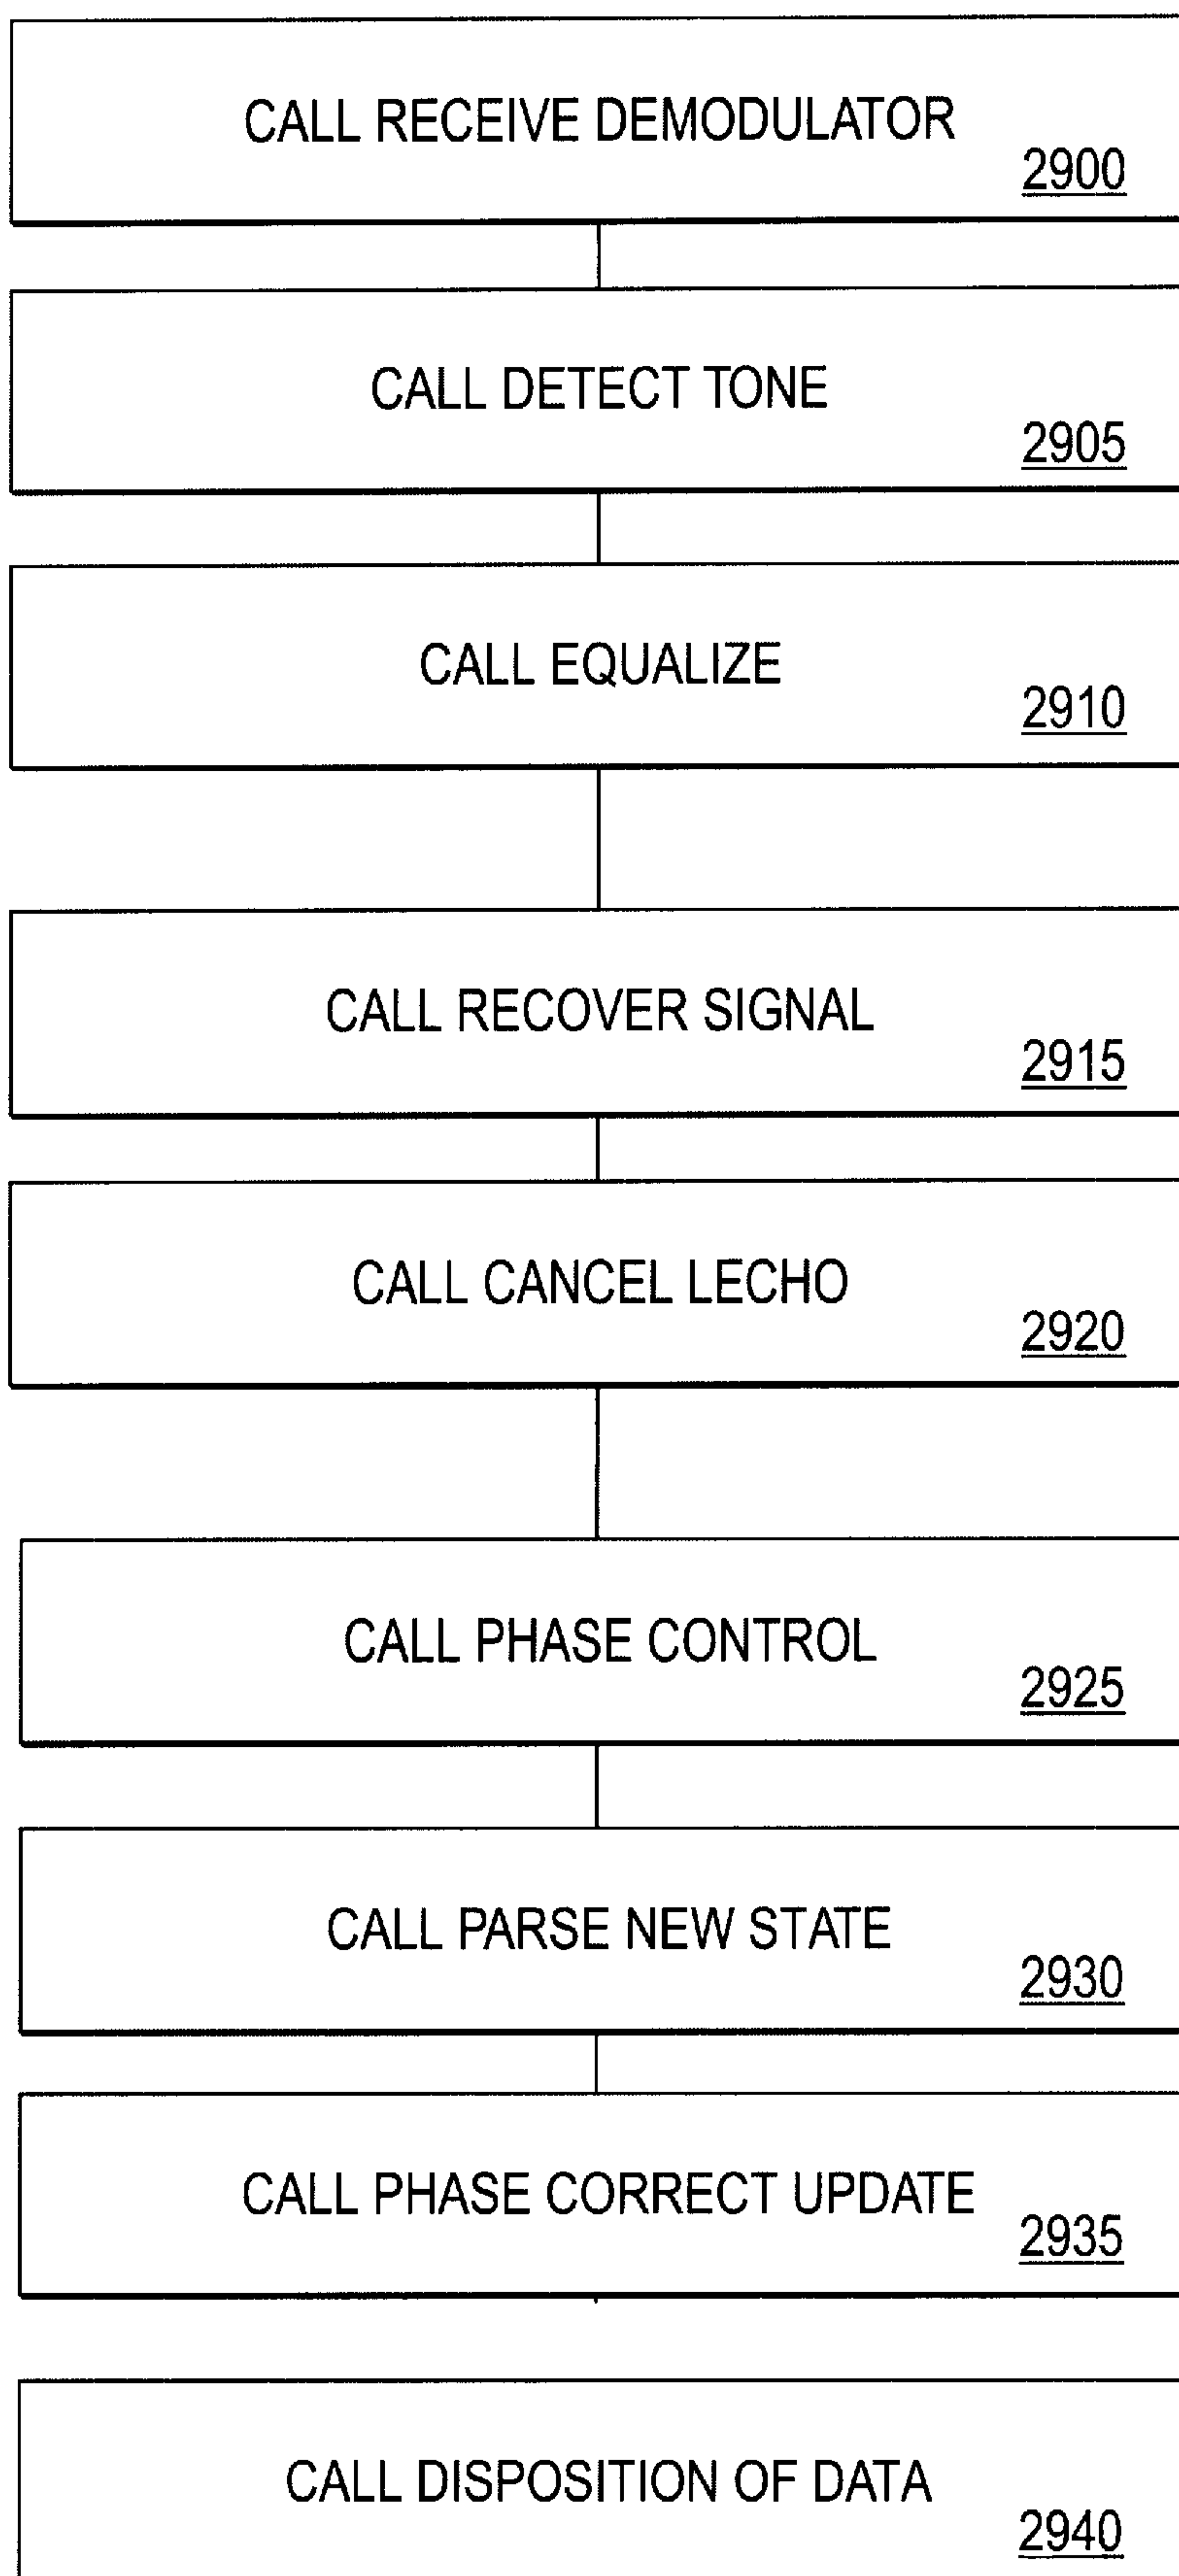 CALL RECEIVE DEMODULATOR
2900
CALL DETECT TONE
2905
CALL EQUALIZE
2910
CALL RECOVER SIGNAL
2915
CALL CANCEL LECHO
2920
CALL PHASE CONTROL
2925
CALL PARSE NEW STATE
2930
CALL PHASE CORRECT UPDATE
2935
CALL DISPOSITION OF DATA
2940